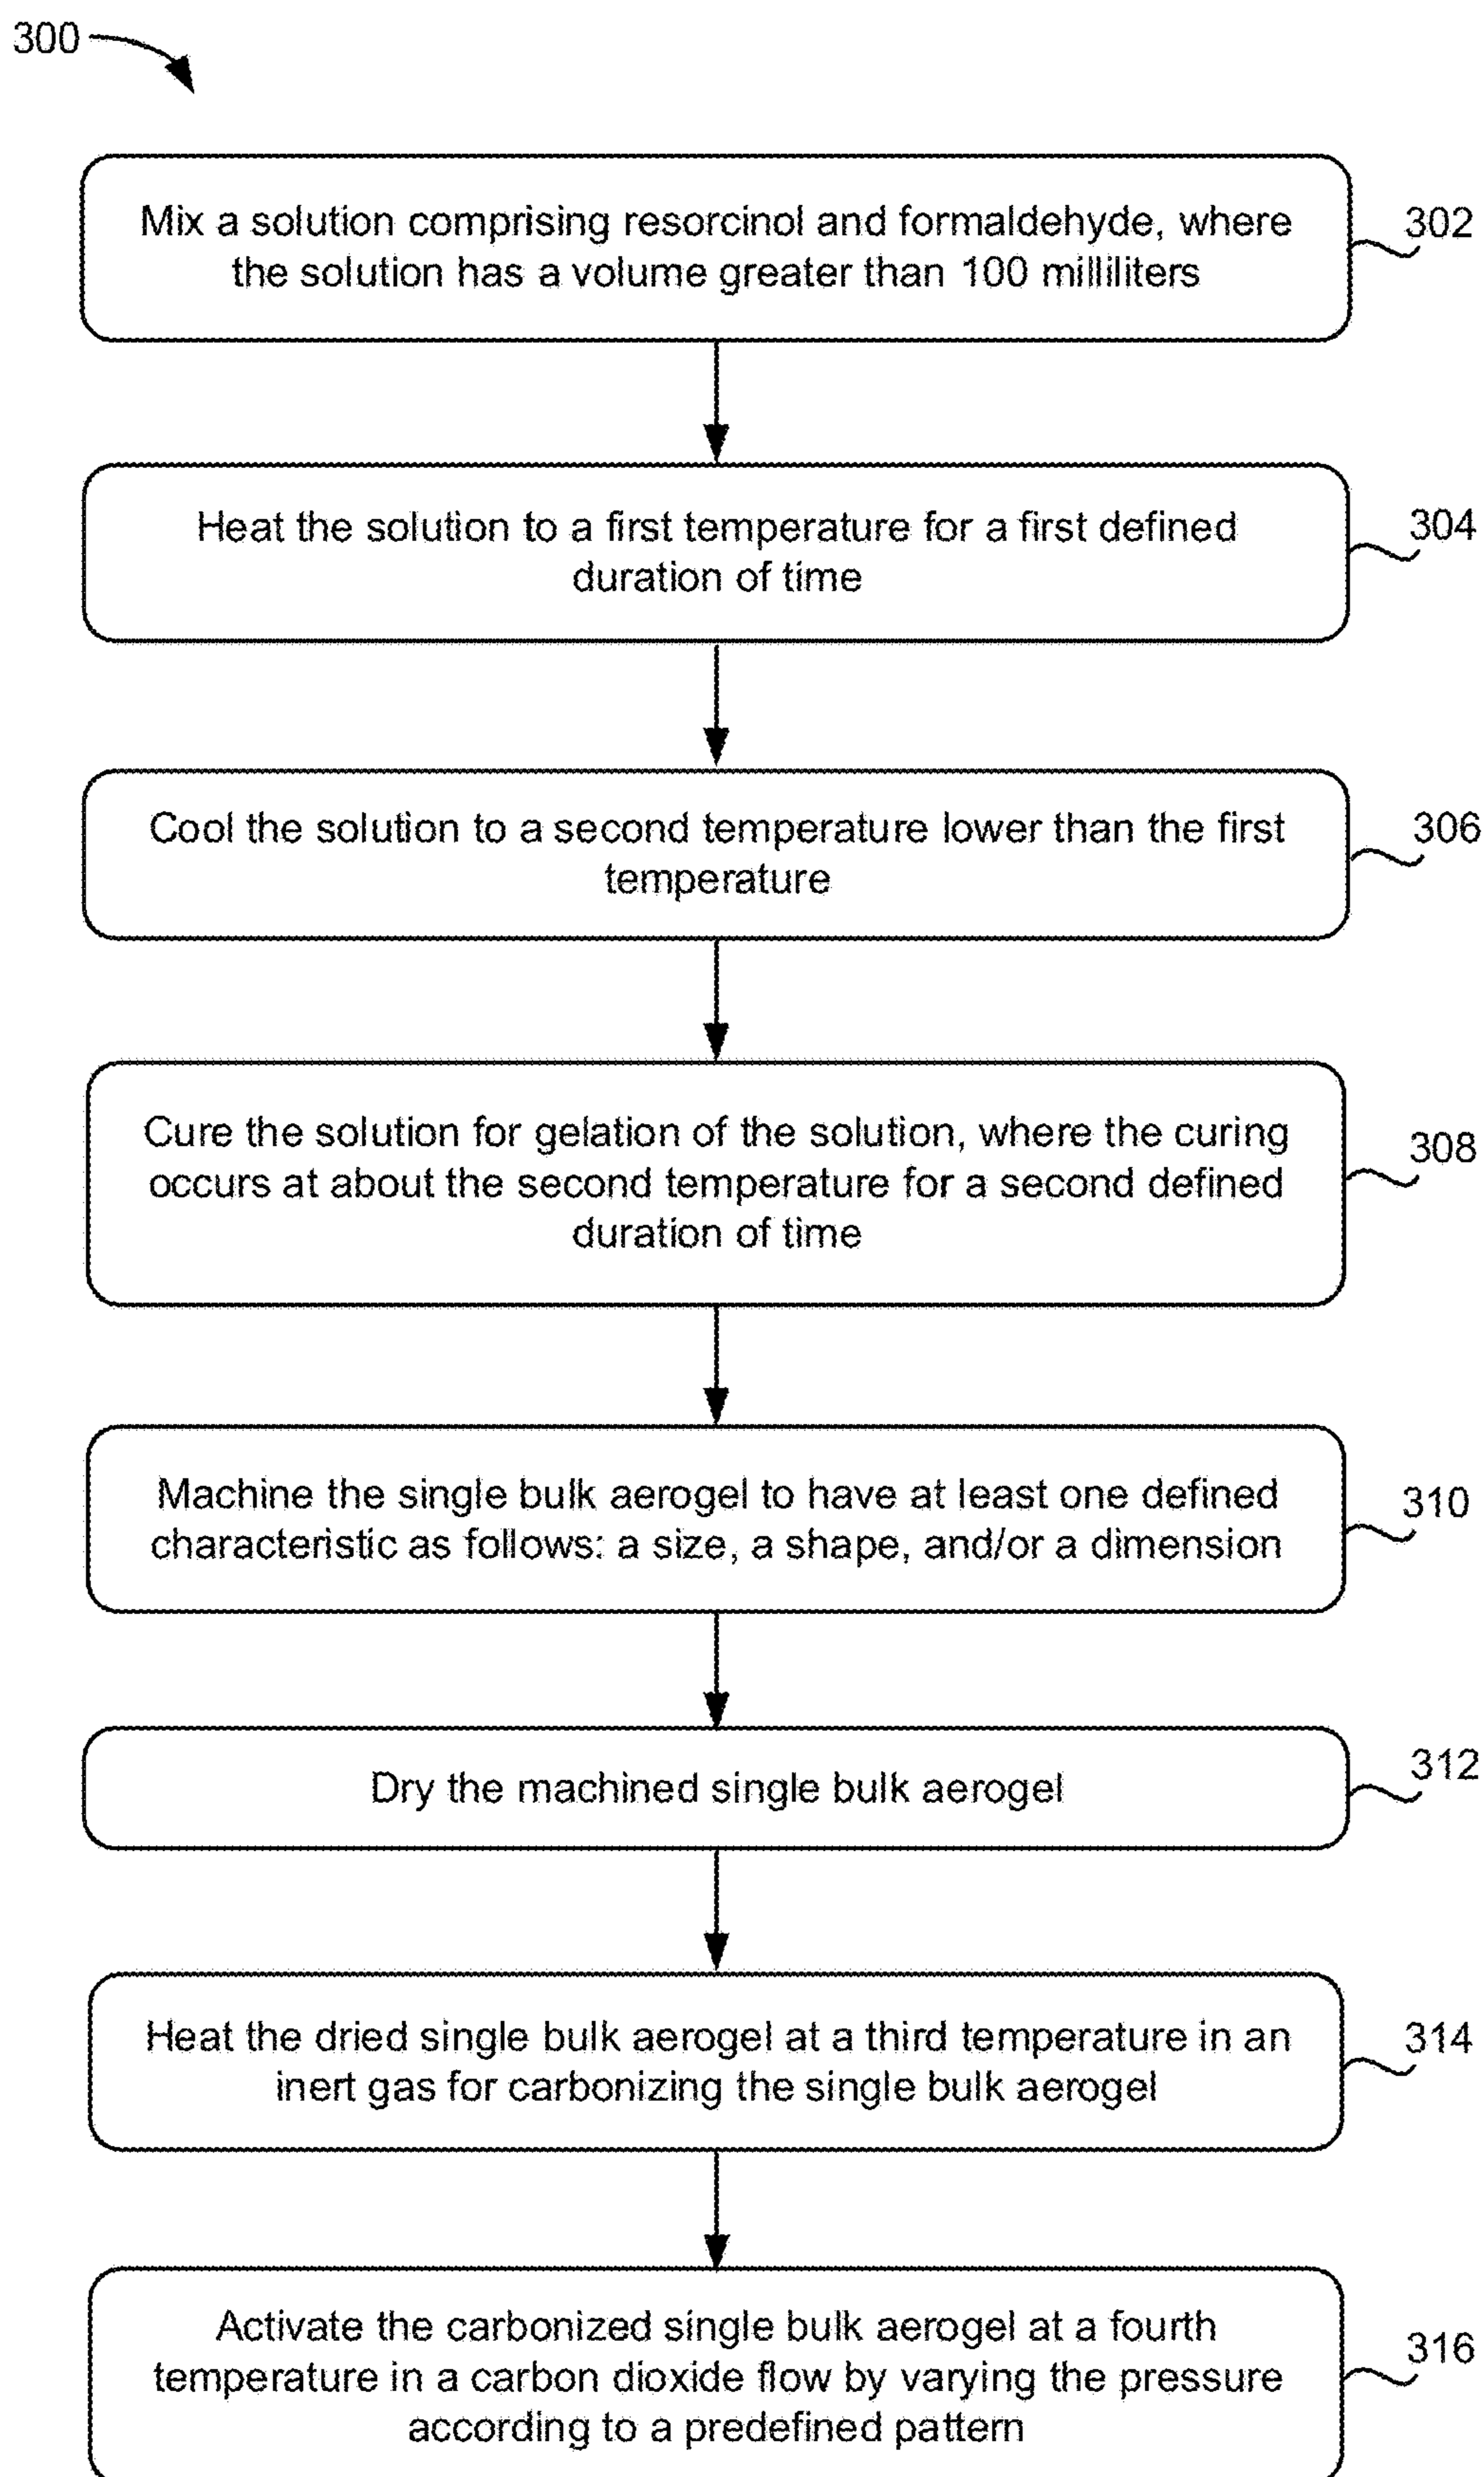 300
Mix a solution comprising resorcinol and formaldehyde, where
the solution has a volume greater than 100 milliliters
302
Heat the solution to a first temperature for a first defined
duration of time
304
Cool the solution to a second temperature lower than the first
temperature
306
Cure the solution for gelation of the solution, where the curing
occurs at about the second temperature for a second defined
duration of time
308
Machine the single bulk aerogel to have at least one defined
characteristic as follows: a size, a shape, and/or a dimension
310
Dry the machined single bulk aerogel
312
Heat the dried single bulk aerogel at a third temperature in an
inert gas for carbonizing the single bulk aerogel
314
Activate the carbonized single bulk aerogel at a fourth
temperature in a carbon dioxide flow by varying the pressure
according to a predefined pattern
316